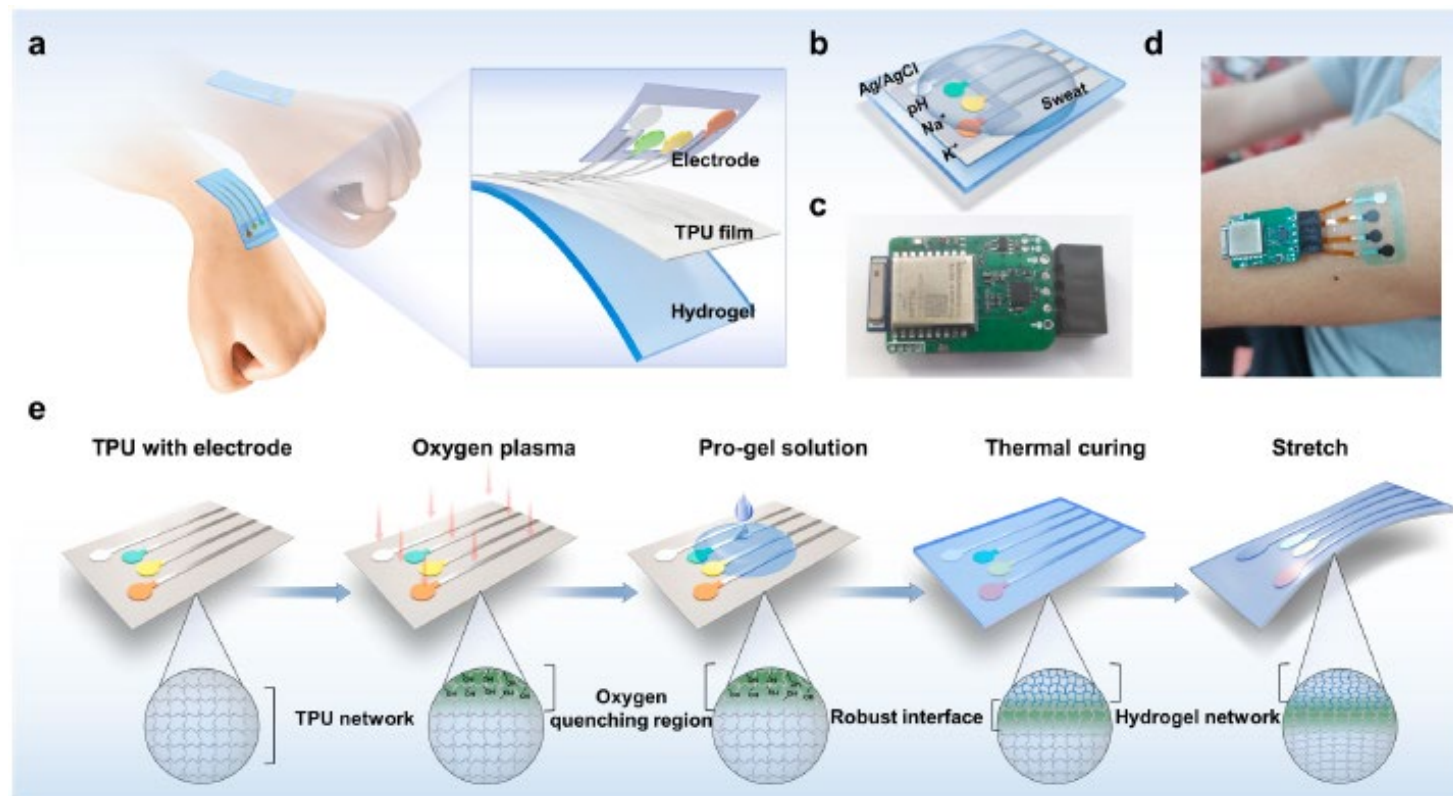 a
Electrode
TPU film
Hydrogel
b
Ag/AgCl
pH
Na⁺
K⁺
Sweat
c
d
e
TPU with electrode
Oxygen plasma
Pro-gel solution
Thermal curing
Stretch
TPU network
Oxygen
quenching region
Robust interface
Hydrogel network